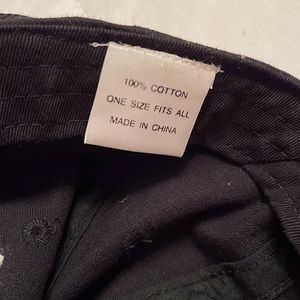 100% COTTON
ONE SIZE FITS ALL
MADE IN CHINA